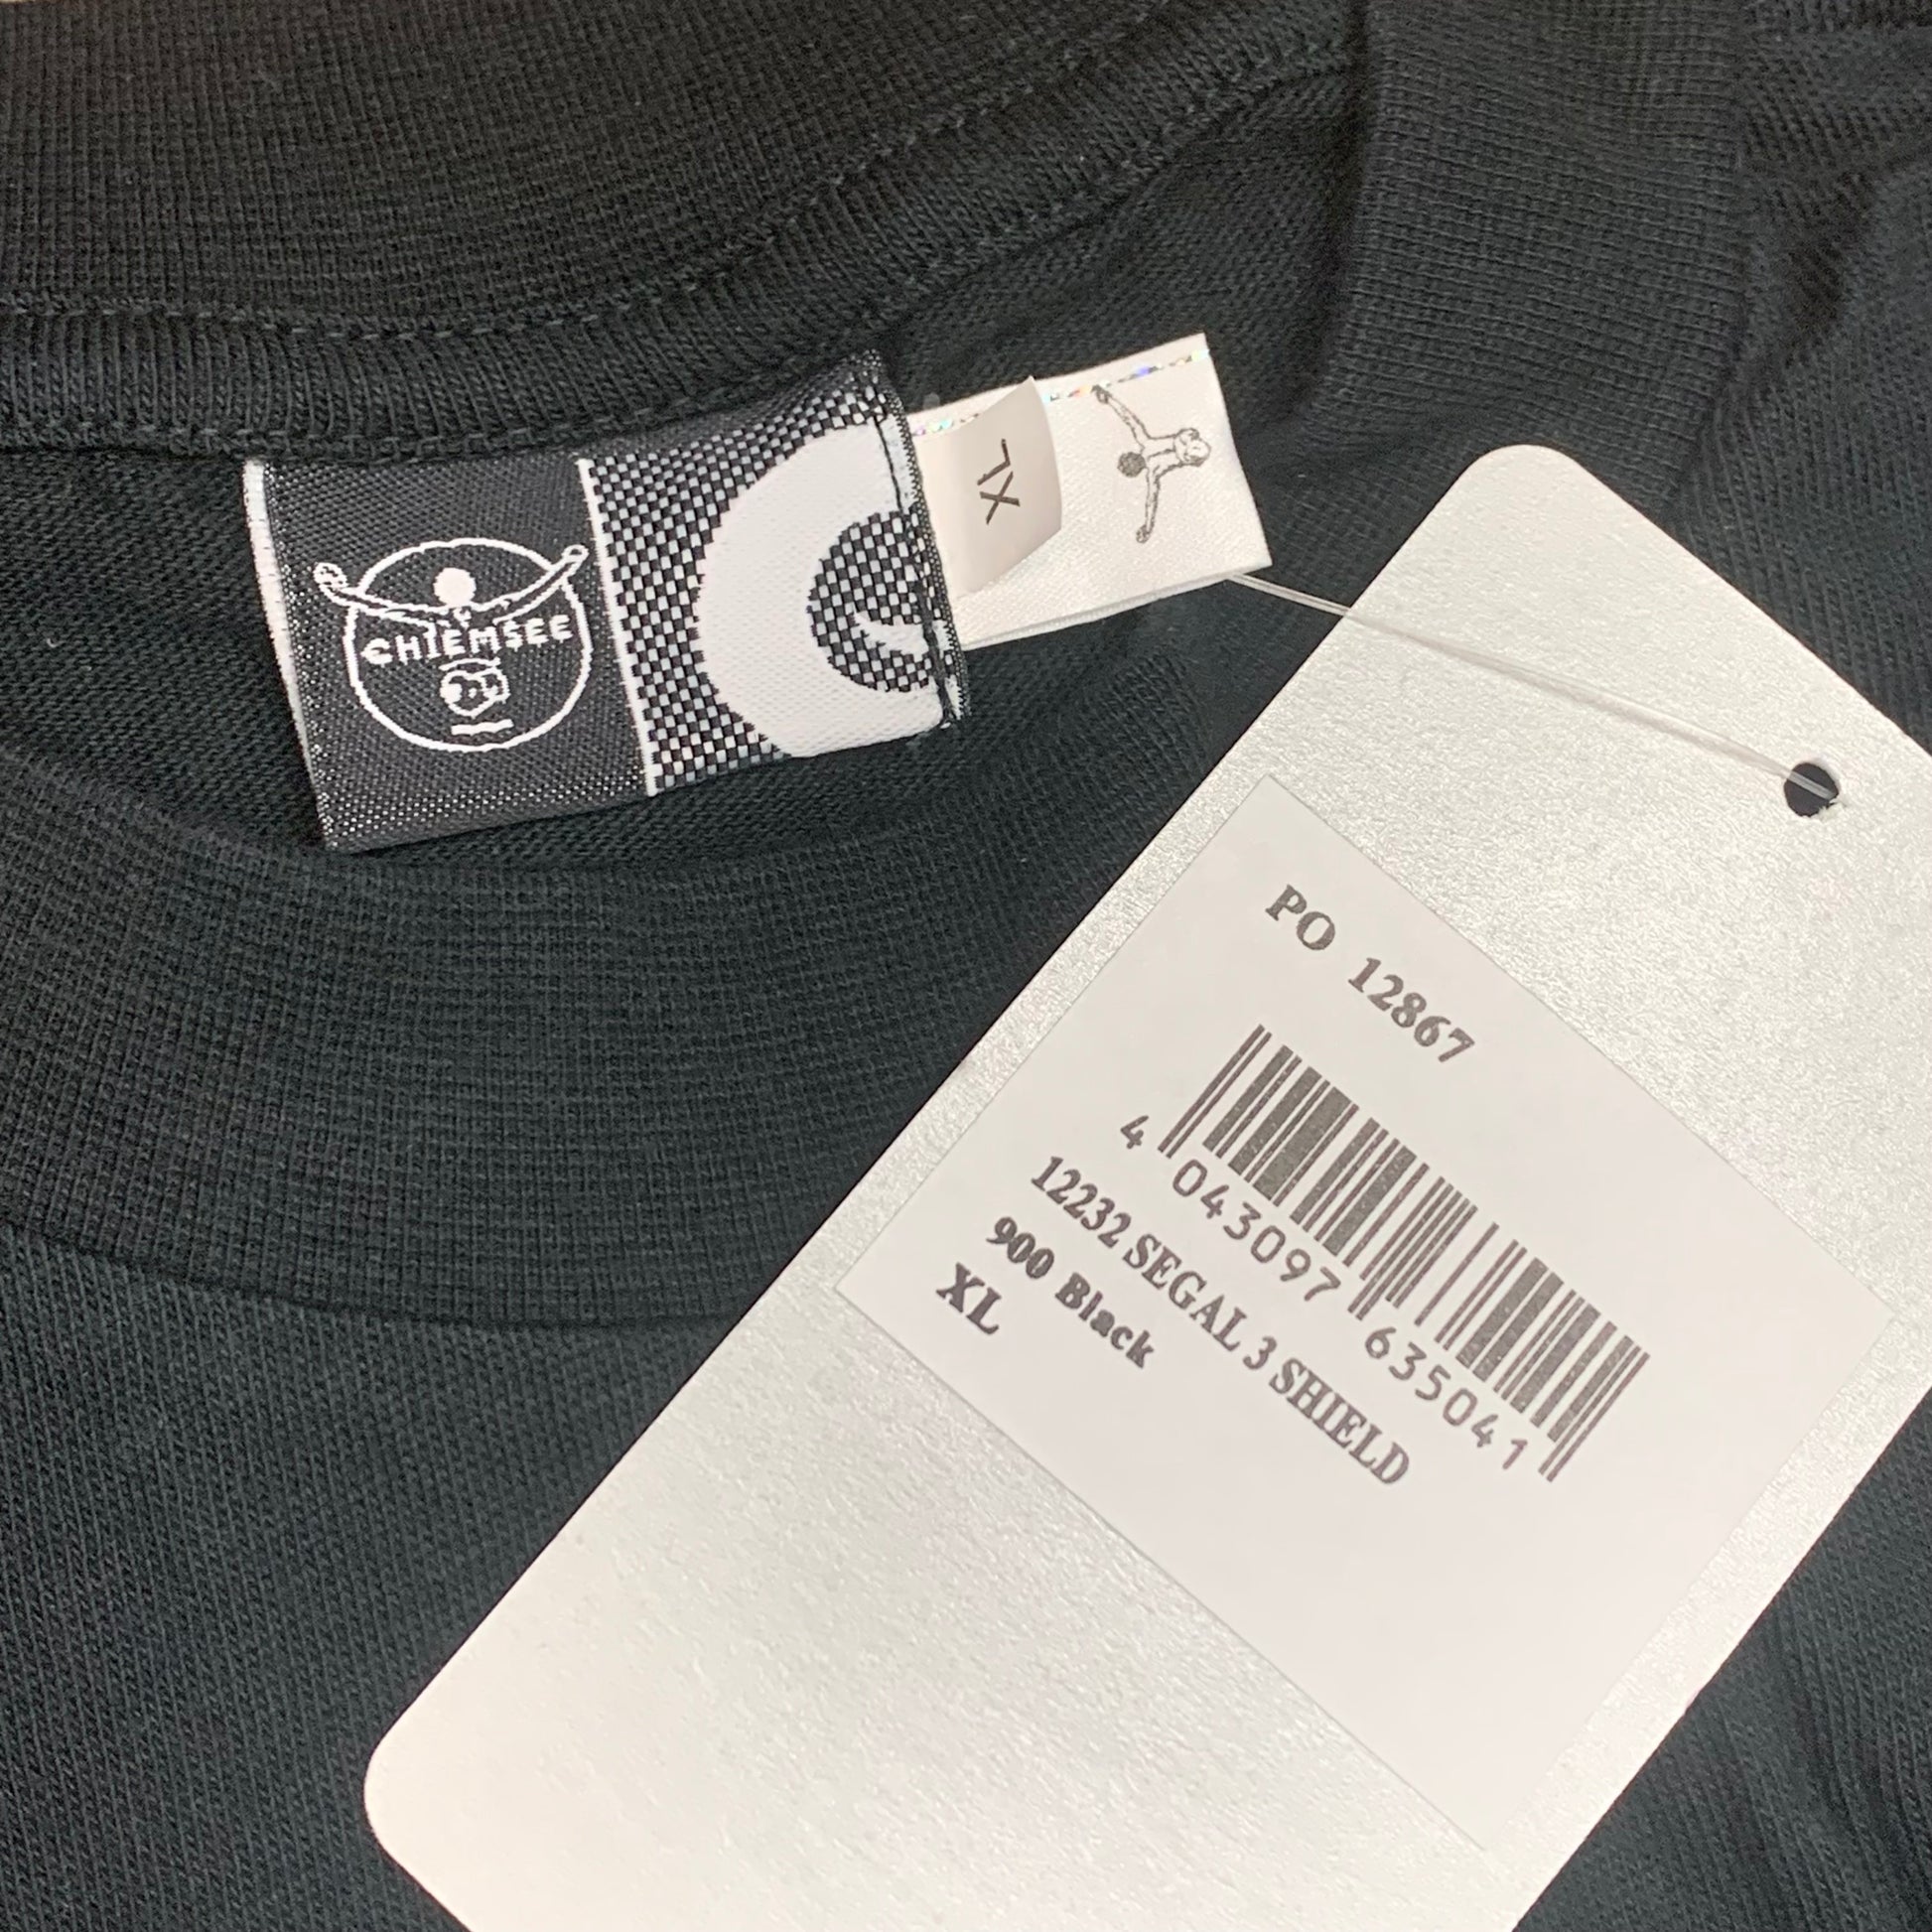 CHIEMSEE
XL
PO 12867
4 043097 635041
12232 SEGAL 3 SHIELD
900 Black
XL